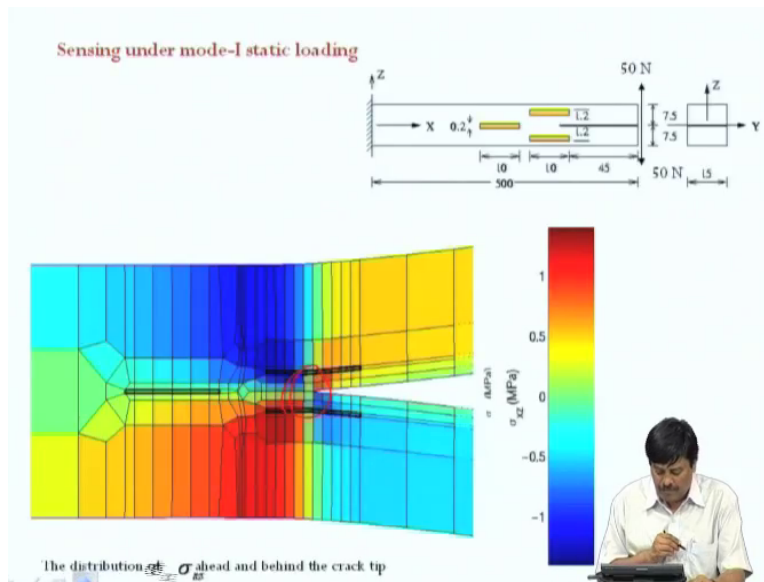 Sensing under mode-I static loading
50 N
Z
Z
1.2
7.5
X
0.2
Y
1.2
7.5
10
10
45
50 N
15
500
1
0.5
0
-0.5
-1
σ (MPa)
σxz (MPa)
The distribution σ ahead and behind the crack tip